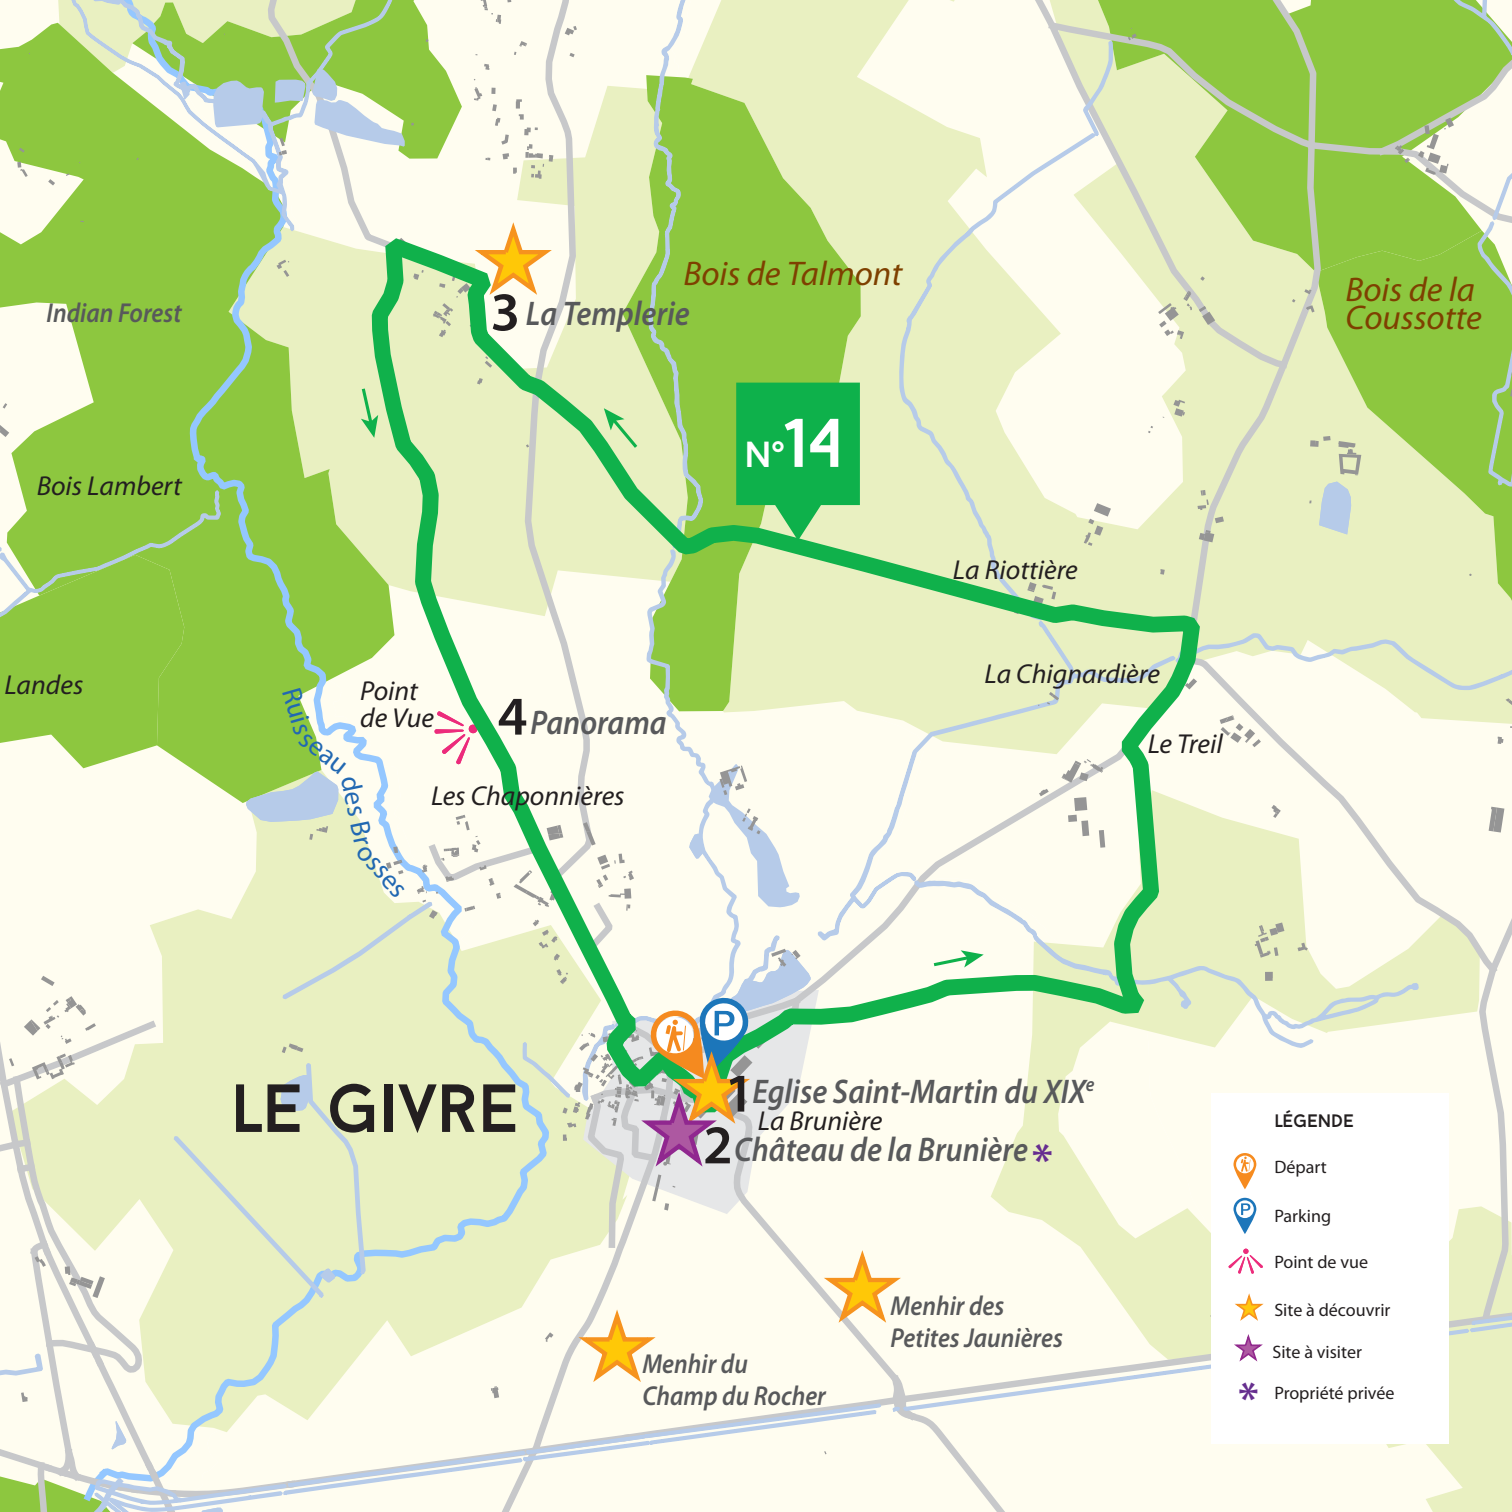 Bois de Talmont
Bois de la
Coussotte
Indian Forest
3 La Templerie
N°14
Bois Lambert
La Riottière
La Chignardière
Landes
Point
de Vue
4 Panorama
Le Treil
Ruisseau des Brosses
Les Chaponnières
P
LE GIVRE
1 Eglise Saint-Martin du XIXe
La Brunière
2 Château de la Brunière *
Menhir des
Petites Jaunières
Menhir du
Champ du Rocher
LÉGENDE
Départ
P Parking
Point de vue
Site à découvrir
Site à visiter
* Propriété privée